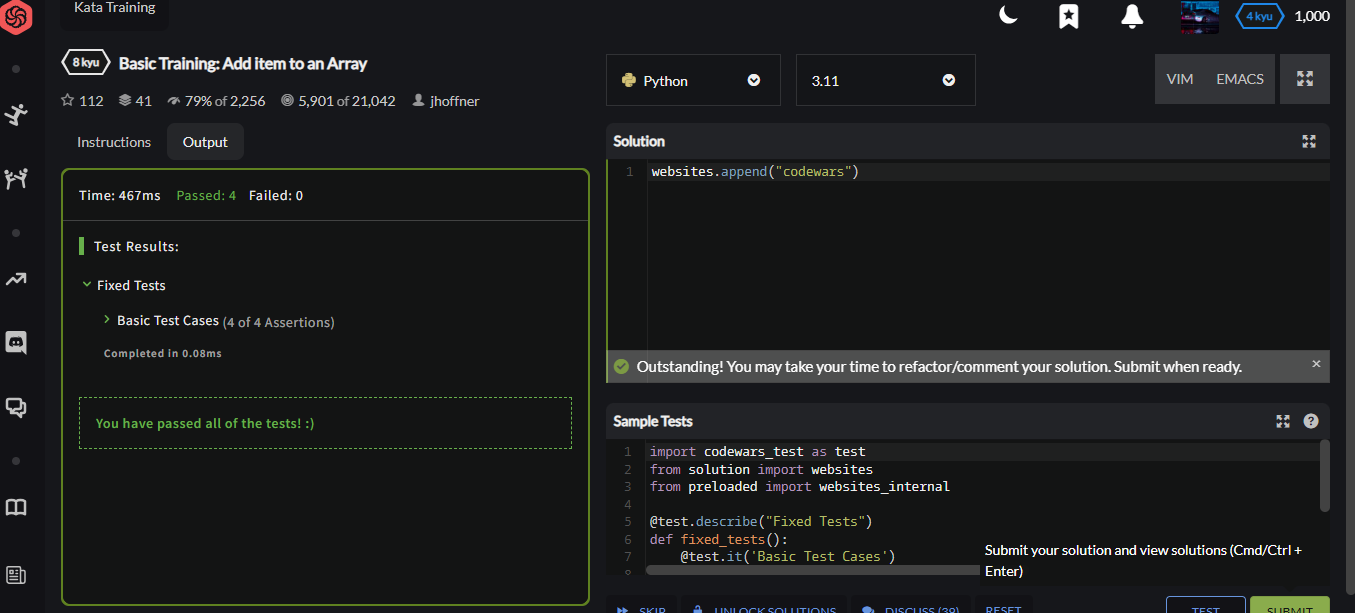 Kata Training
4 kyu
1,000
8 kyu
Basic Training: Add item to an Array
112
41
79% of 2,256
5,901 of 21,042
jhoffner
Python
3.11
VIM
EMACS
Instructions
Output
Time: 467ms Passed: 4 Failed: 0
Test Results:
Fixed Tests
Basic Test Cases (4 of 4 Assertions)
Completed in 0.08ms
You have passed all of the tests! :)
Solution
1 websites.append("codewars")
Outstanding! You may take your time to refactor/comment your solution. Submit when ready.
Sample Tests
1 import codewars_test as test
2 from solution import websites
3 from preloaded import websites_internal
4
5 @test.describe("Fixed Tests")
6 def fixed_tests():
7 @test.it('Basic Test Cases')
8
Submit your solution and view solutions (Cmd/Ctrl +
Enter)
SKIP
UNLOCK SOLUTIONS
DISCUSS (39)
RESET
TEST
SUBMIT